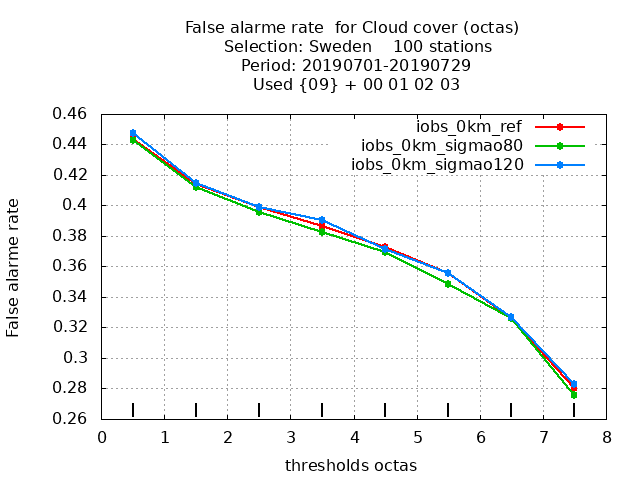 False alarme rate  for Cloud cover (octas)
Selection: Sweden    100 stations
Period: 20190701-20190729
Used {09} + 00 01 02 03
iobs_0km_ref
iobs_0km_sigmao80
iobs_0km_sigmao120
False alarme rate
0.46
0.44
0.42
0.4
0.38
0.36
0.34
0.32
0.3
0.28
0.26
0 1 2 3 4 5 6 7 8
thresholds octas